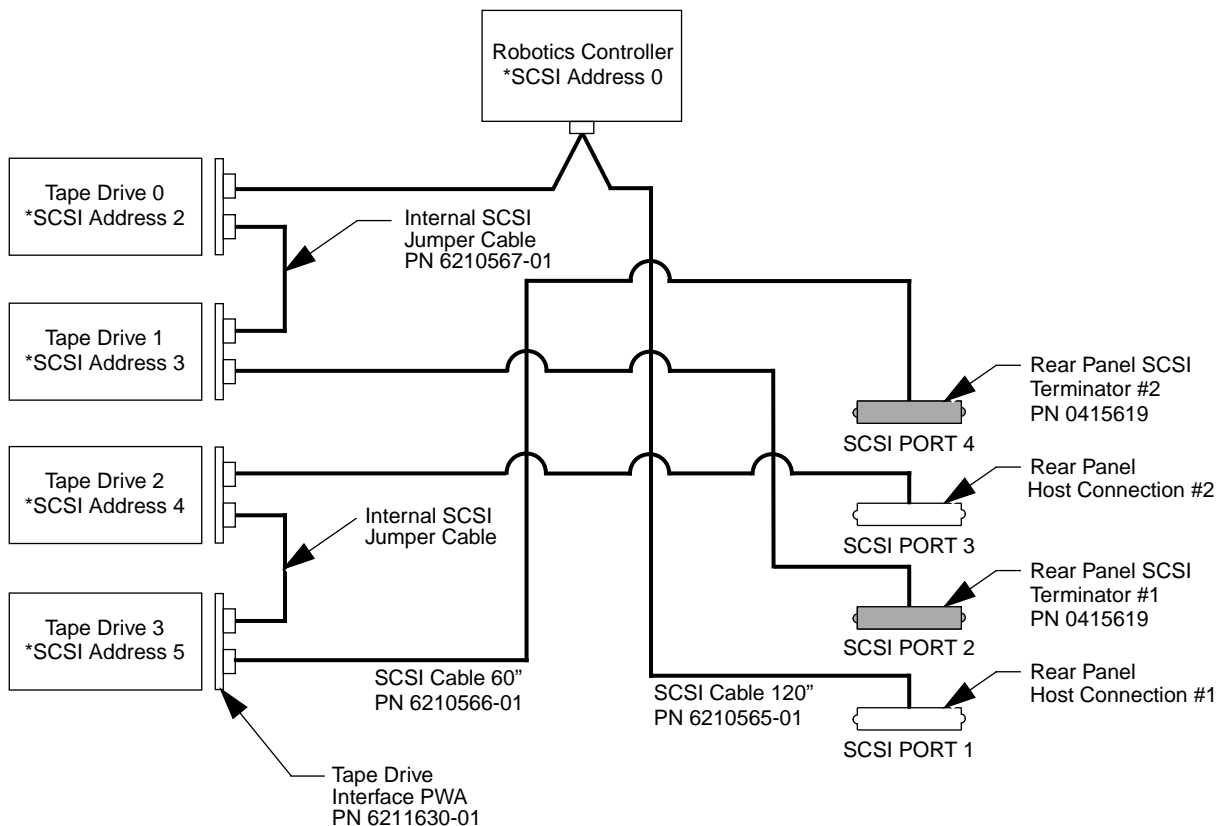 Robotics Controller
*SCSI Address 0
Tape Drive 0
*SCSI Address 2
Internal SCSI
Jumper Cable
PN 6210567-01
Tape Drive 1
*SCSI Address 3
Rear Panel SCSI
Terminator #2
PN 0415619
SCSI PORT 4
Tape Drive 2
*SCSI Address 4
Rear Panel
Host Connection #2
Internal SCSI
Jumper Cable
SCSI PORT 3
Rear Panel SCSI
Terminator #1
PN 0415619
Tape Drive 3
*SCSI Address 5
SCSI PORT 2
SCSI Cable 60”
PN 6210566-01
SCSI Cable 120”
PN 6210565-01
Rear Panel
Host Connection #1
SCSI PORT 1
Tape Drive
Interface PWA
PN 6211630-01